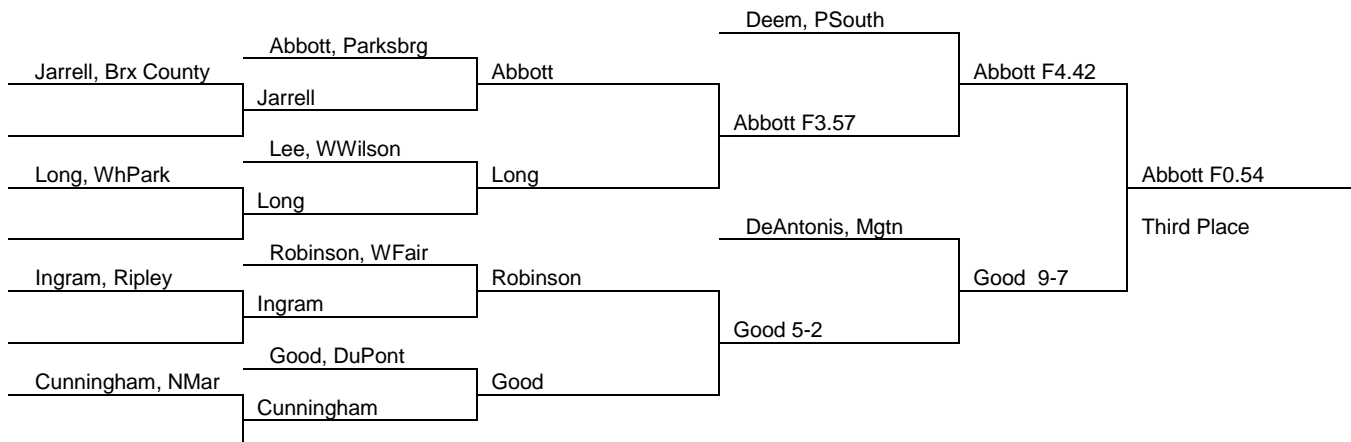 Deem, PSouth
Abbott, Parksbrg
Jarrell, Brx County
Abbott
Abbott F4.42
Jarrell
Abbott F3.57
Lee, WWilson
Long, WhPark
Long
Abbott F0.54
Long
DeAntonis, Mgtn
Third Place
Robinson, WFair
Ingram, Ripley
Robinson
Good 9-7
Ingram
Good 5-2
Good, DuPont
Cunningham, NMar
Good
Cunningham